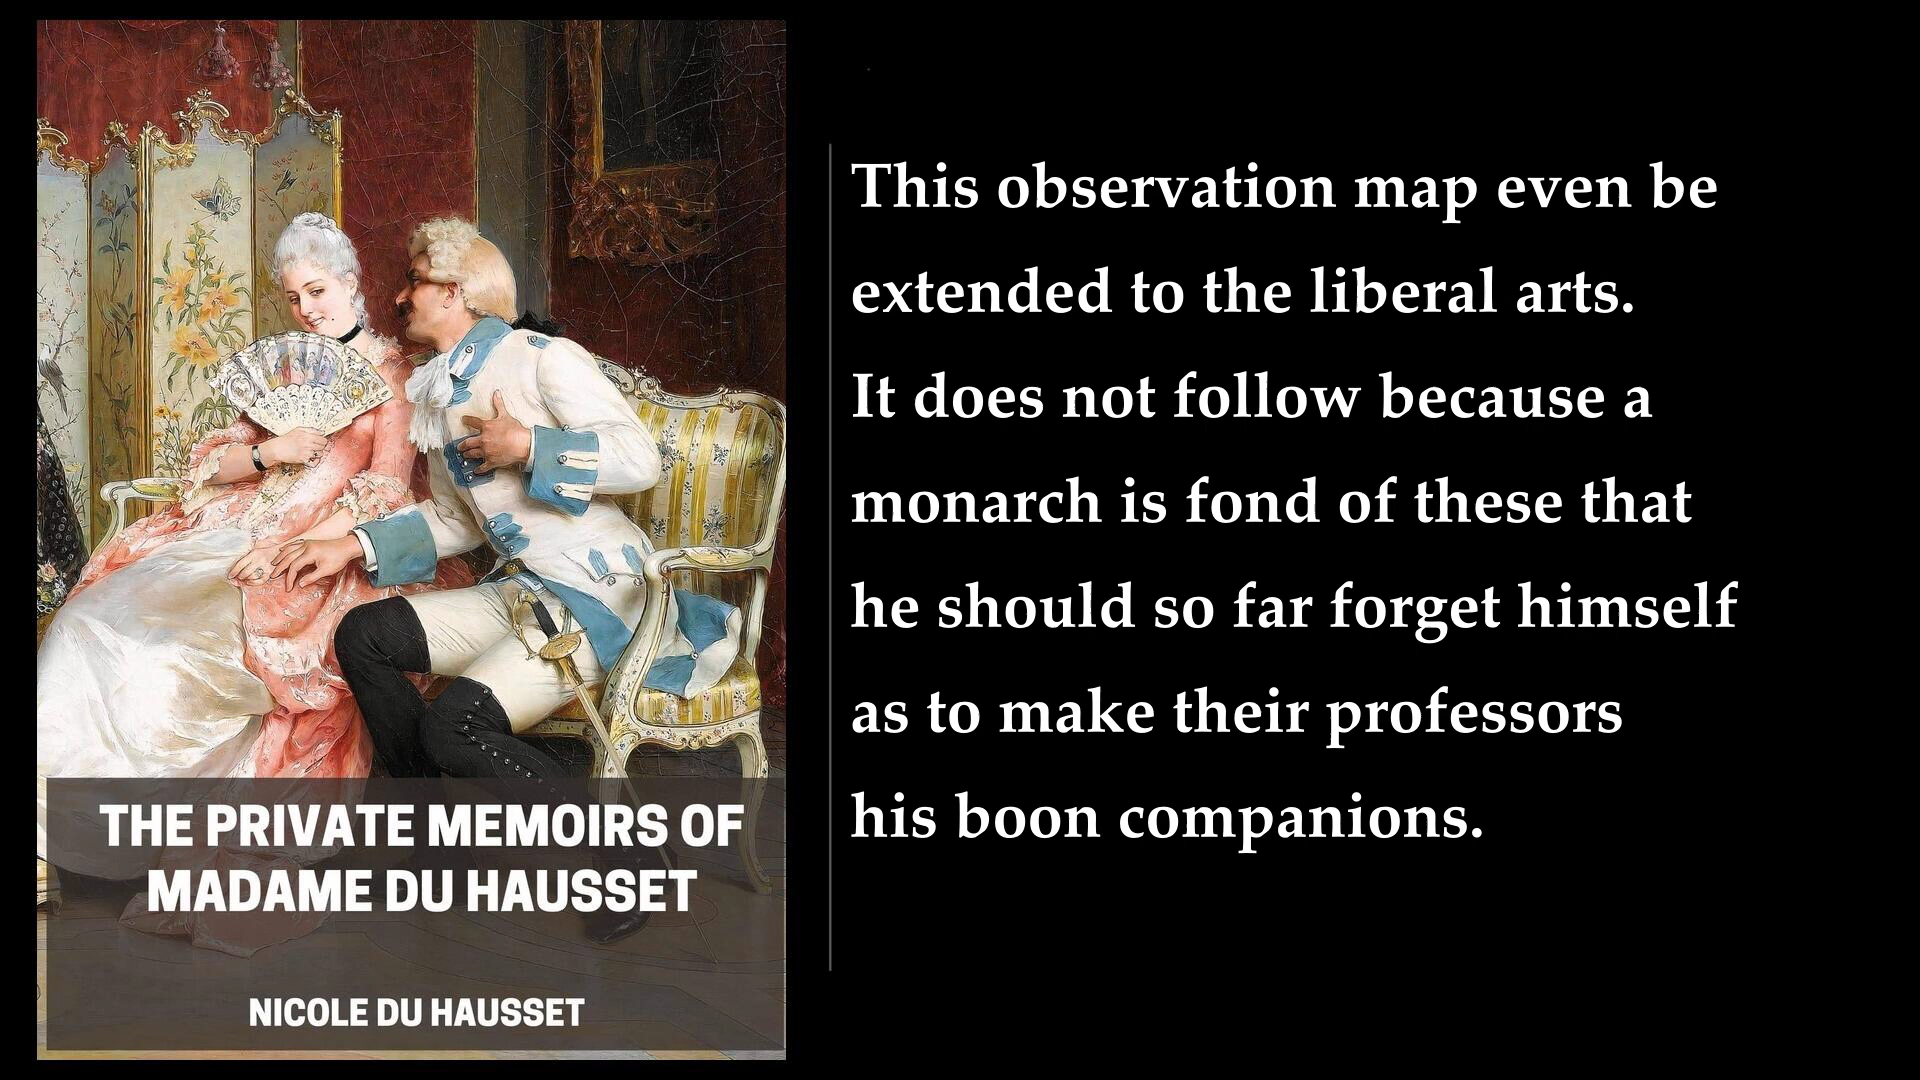 THE PRIVATE MEMOIRS OF
MADAME DU HAUSSET
NICOLE DU HAUSSET
This observation map even be
extended to the liberal arts.
It does not follow because a
monarch is fond of these that
he should so far forget himself
as to make their professors
his boon companions.